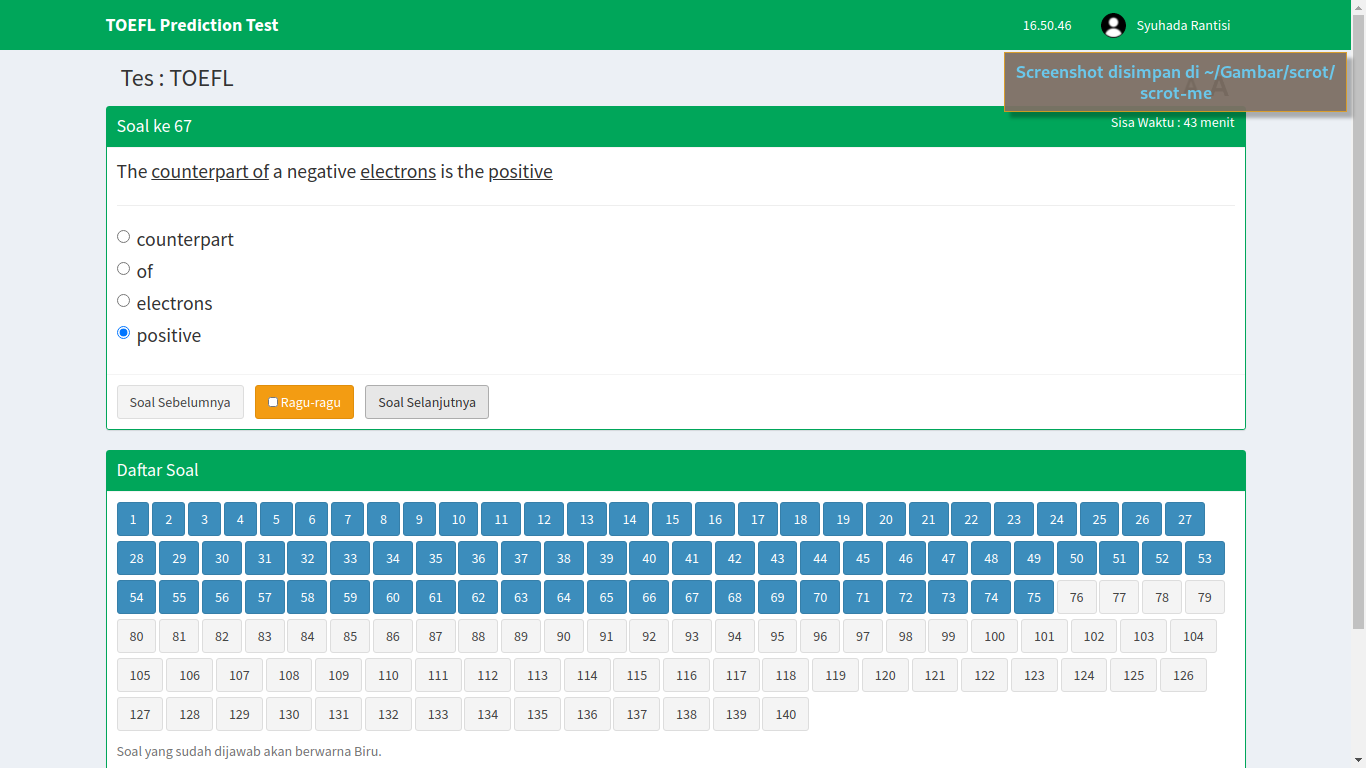 TOEFL Prediction Test
16.50.46
Syuhada Rantisi
Tes : TOEFL
Screenshot disimpan di ~/Gambar/scrot/
scrot-me
A
Soal ke 67
Sisa Waktu : 43 menit
The counterpart of a negative electrons is the positive
counterpart
of
electrons
positive
Soal Sebelumnya
Ragu-ragu
Soal Selanjutnya
Daftar Soal
1 2 3 4 5 6 7 8 9 10 11 12 13 14 15 16 17 18 19 20 21 22 23 24 25 26 27
28 29 30 31 32 33 34 35 36 37 38 39 40 41 42 43 44 45 46 47 48 49 50 51 52 53
54 55 56 57 58 59 60 61 62 63 64 65 66 67 68 69 70 71 72 73 74 75 76 77 78 79
80 81 82 83 84 85 86 87 88 89 90 91 92 93 94 95 96 97 98 99 100 101 102 103 104
105 106 107 108 109 110 111 112 113 114 115 116 117 118 119 120 121 122 123 124 125 126
127 128 129 130 131 132 133 134 135 136 137 138 139 140
Soal yang sudah dijawab akan berwarna Biru.